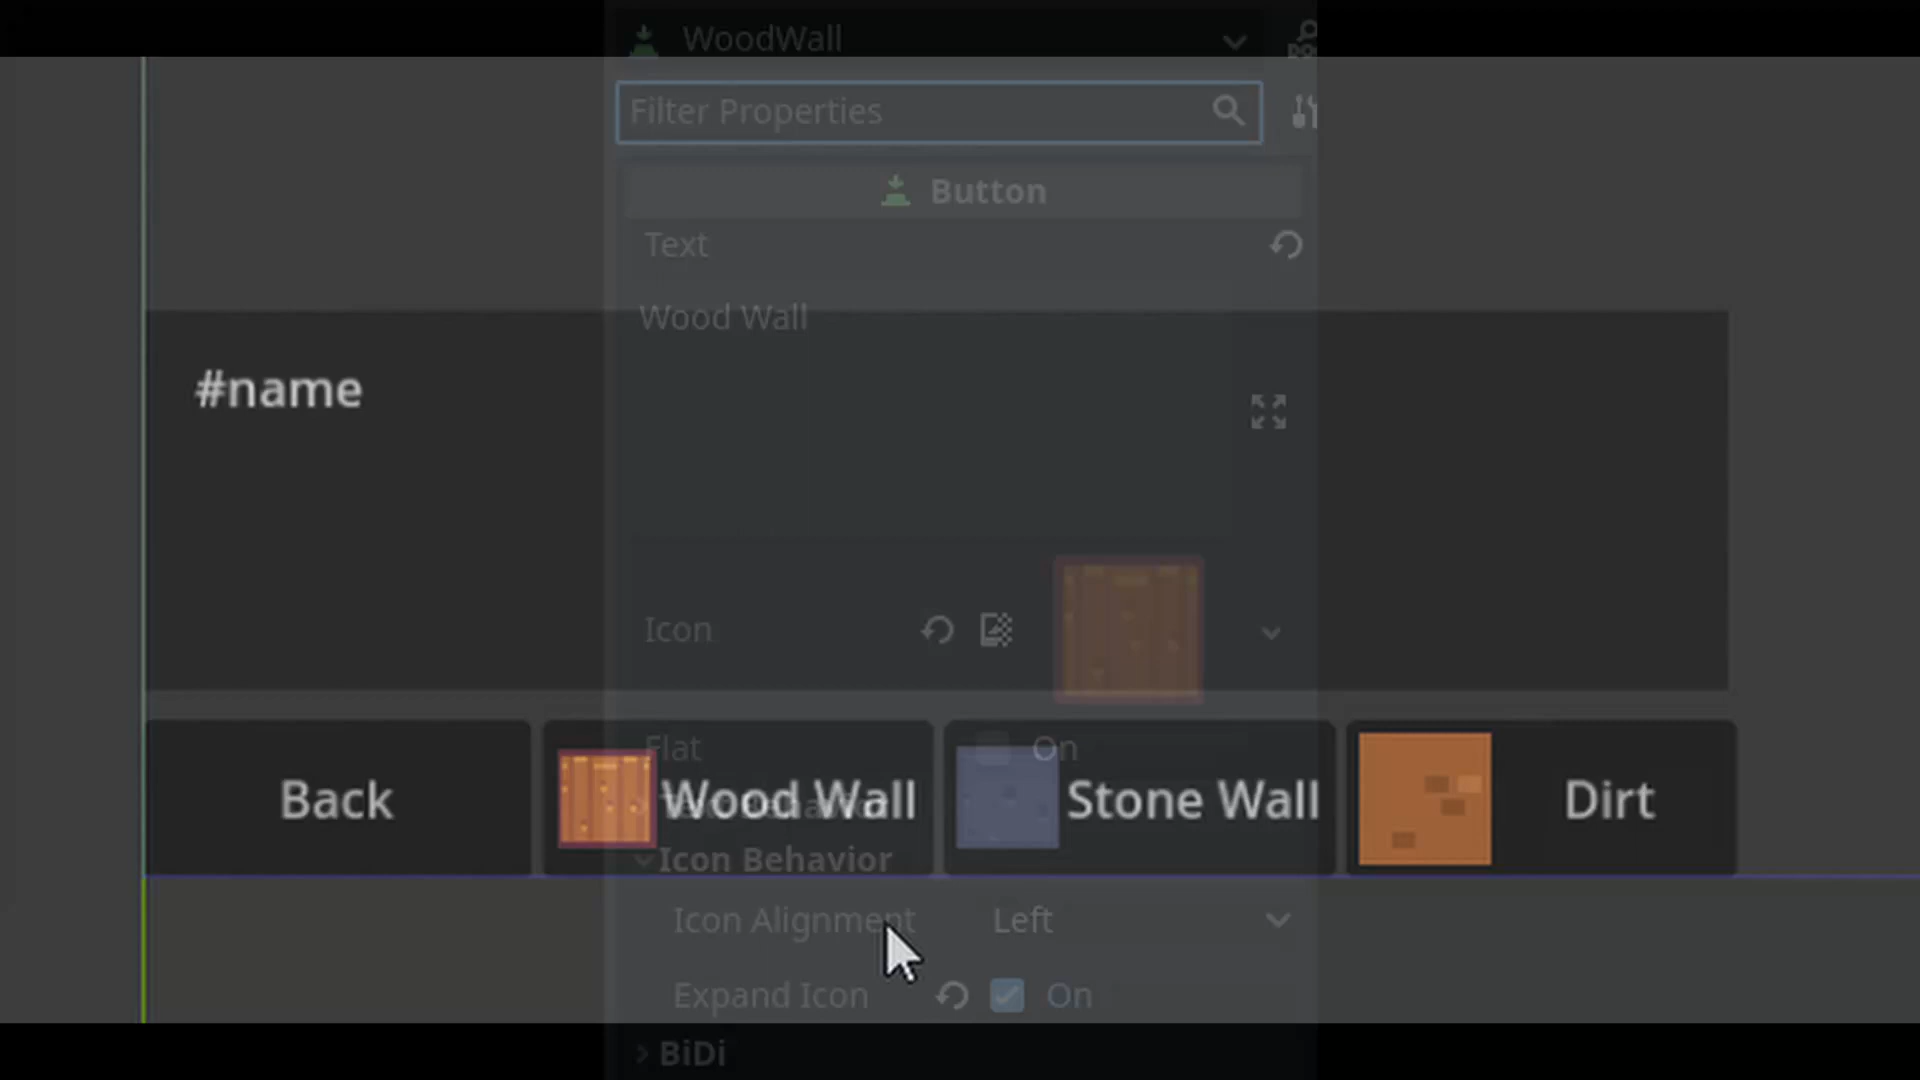 WoodWall
Filter Properties
Button
Text
Wood Wall
#name
Icon
Flat On
Back Wood Wall Stone Wall Dirt
Icon Behavior
Icon Alignment Left
Expand Icon On
BiDi